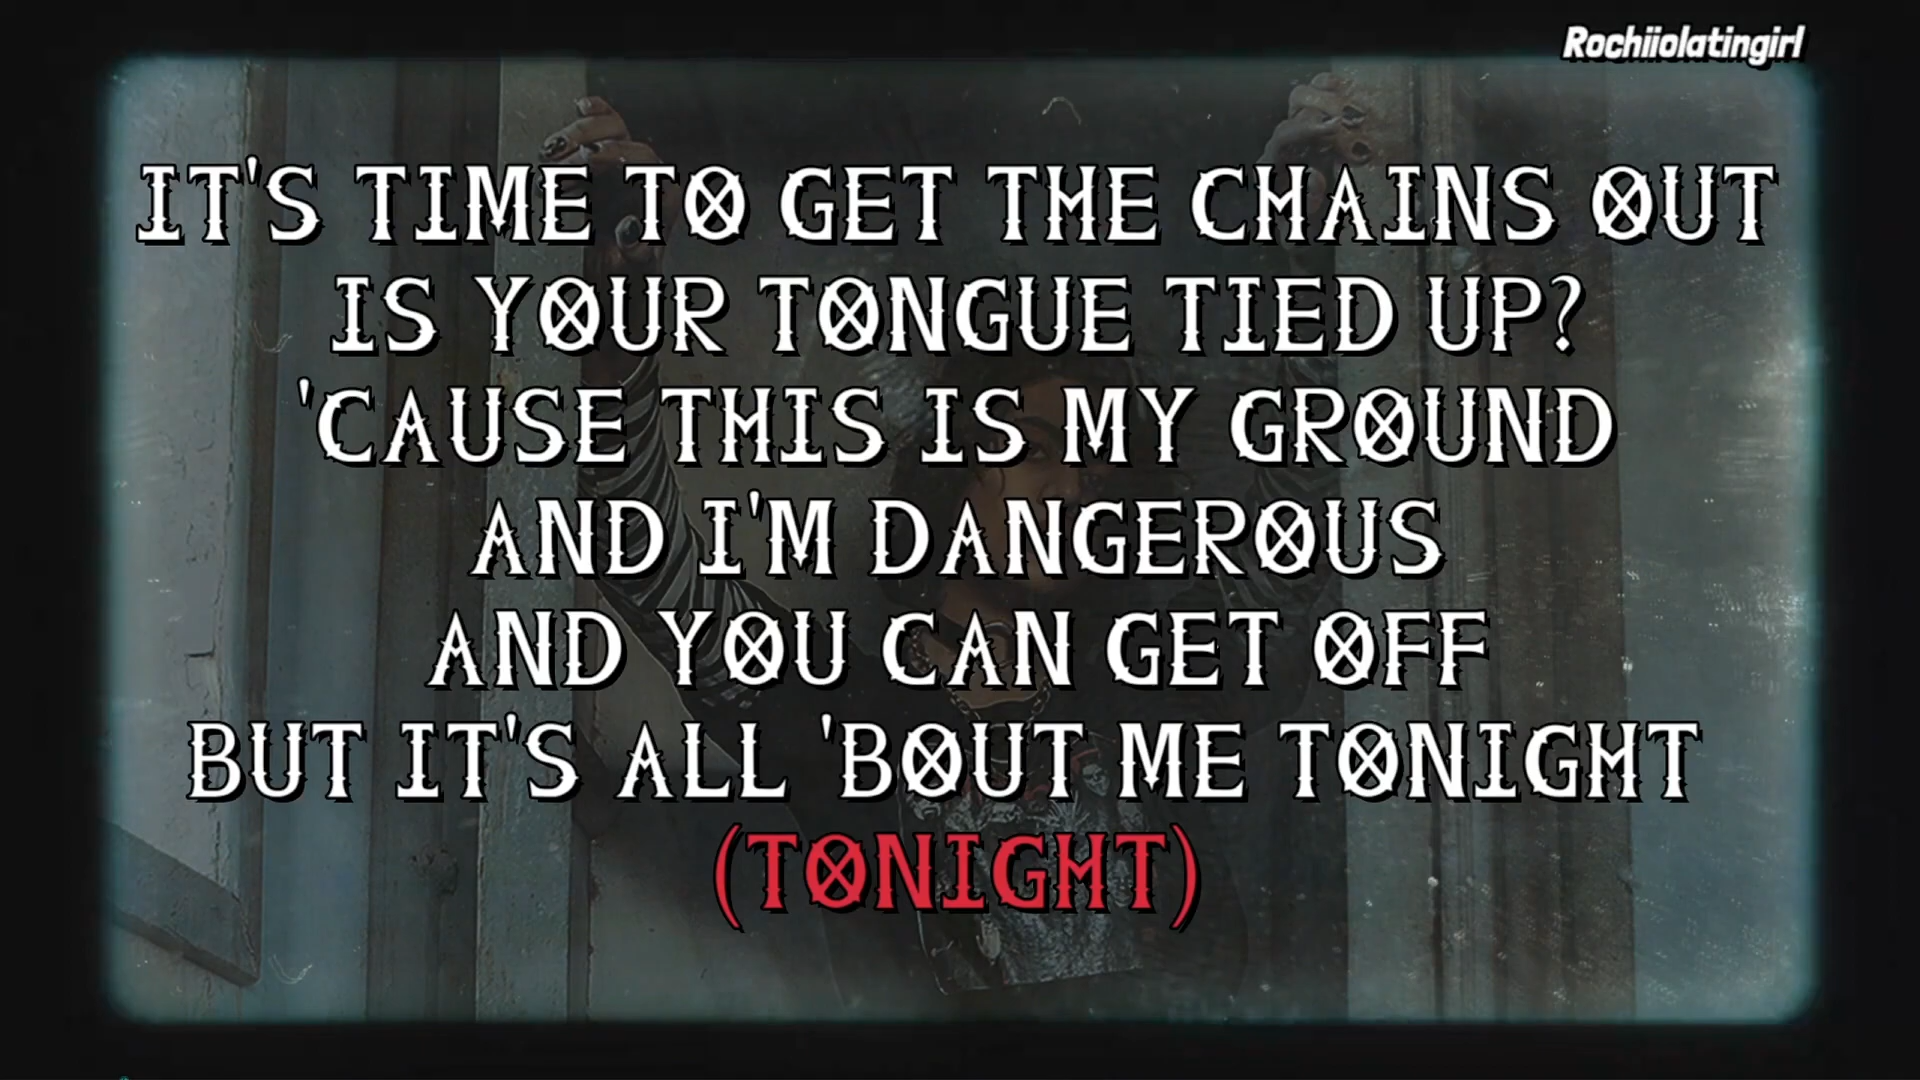 Rochiiolatingirl
IT'S TIME TO GET THE CHAINS OUT
IS YOUR TONGUE TIED UP?
'CAUSE THIS IS MY GROUND
AND I'M DANGEROUS
AND YOU CAN GET OFF
BUT IT'S ALL 'BOUT ME TONIGHT
(TONIGHT)